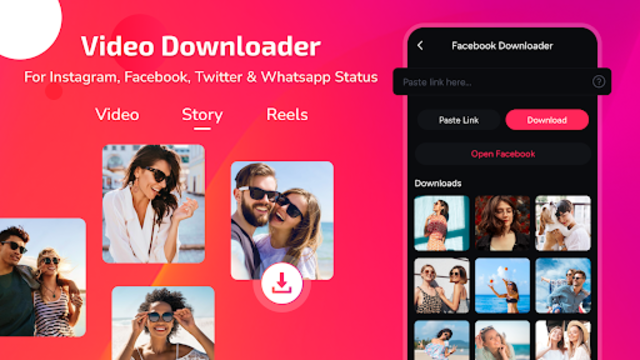 Video Downloader
For Instagram, Facebook, Twitter & Whatsapp Status
Video Story Reels
Facebook Downloader
Paste link here...
?
Paste Link Download
Open Facebook
Downloads